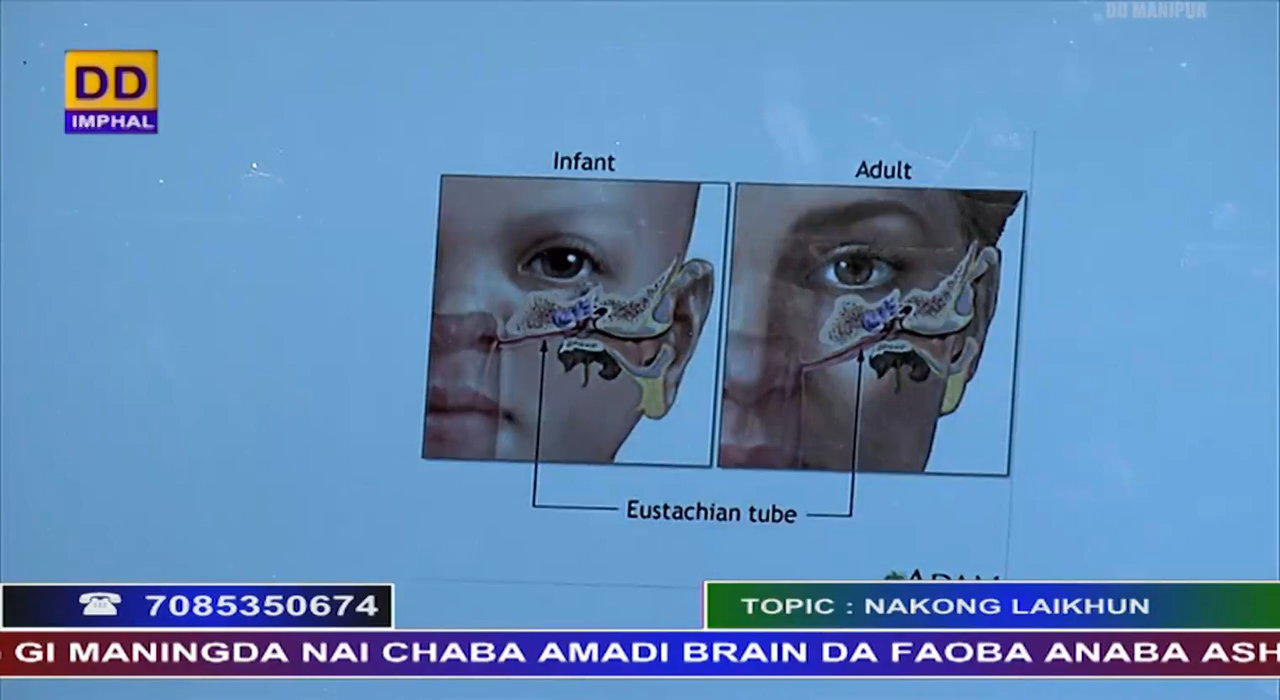 DD MANIPUR
DD
IMPHAL
Infant
Adult
Eustachian tube
ADAM
7085350674
TOPIC : NAKONG LAIKHUN
GI MANINGDA NAI CHABA AMADI BRAIN DA FAOBA ANABA ASH